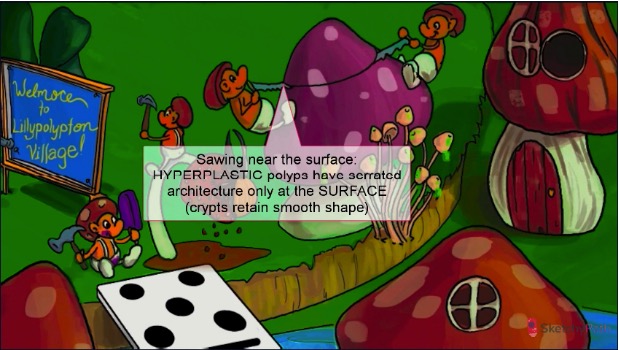 Welmore
to
Lillypolypton
Village!
Sawing near the surface:
HYPERPLASTIC polyps have serrated
architecture only at the SURFACE
(crypts retain smooth shape)